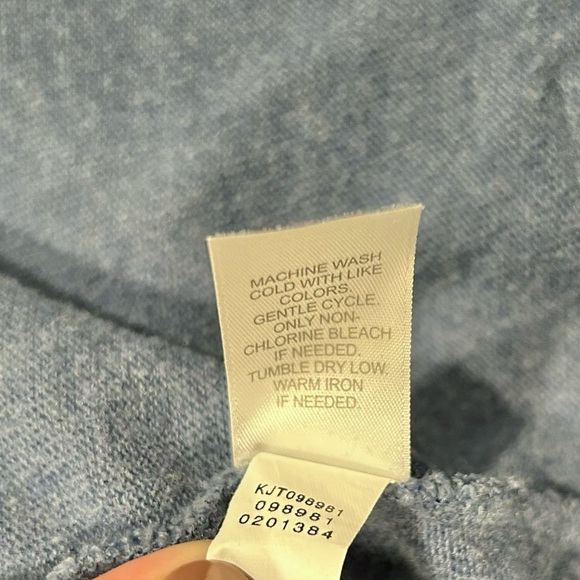 MACHINE WASH
COLD WITH LIKE
COLORS.
GENTLE CYCLE.
ONLY NON-
CHLORINE BLEACH
IF NEEDED.
TUMBLE DRY LOW.
WARM IRON
IF NEEDED.
KJT098981
098981
0201384